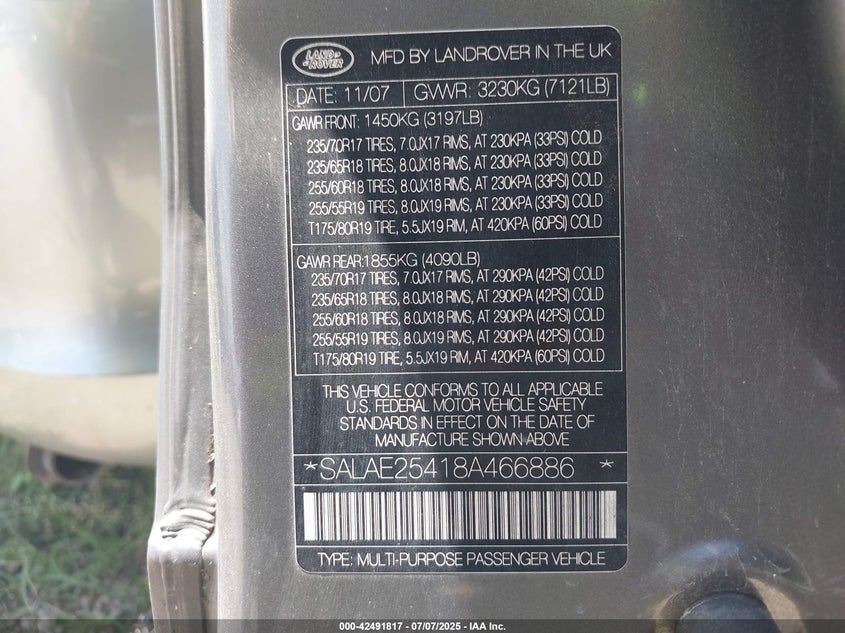 LAND ROVER
MFD BY LANDROVER IN THE UK
DATE: 11/07 GVWR: 3230KG (7121LB)
GAWR FRONT: 1450KG (3197LB)
235/70R17 TIRES, 7.0JX17 RIMS, AT 230KPA (33PSI) COLD
235/65R18 TIRES, 8.0JX18 RIMS, AT 230KPA (33PSI) COLD
255/60R18 TIRES, 8.0JX18 RIMS, AT 230KPA (33PSI) COLD
255/55R19 TIRES, 8.0JX19 RIMS, AT 230KPA (33PSI) COLD
T175/80R19 TIRE, 5.5JX19 RIM, AT 420KPA (60PSI) COLD
GAWR REAR:1855KG (4090LB)
235/70R17 TIRES, 7.0JX17 RIMS, AT 290KPA (42PSI) COLD
235/65R18 TIRES, 8.0JX18 RIMS, AT 290KPA (42PSI) COLD
255/60R18 TIRES, 8.0JX18 RIMS, AT 290KPA (42PSI) COLD
255/55R19 TIRES, 8.0JX19 RIMS, AT 290KPA (42PSI) COLD
T175/80R19 TIRE, 5.5JX19 RIM, AT 420KPA (60PSI) COLD
THIS VEHICLE CONFORMS TO ALL APPLICABLE
U.S. FEDERAL MOTOR VEHICLE SAFETY
STANDARDS IN EFFECT ON THE DATE OF
MANUFACTURE SHOWN ABOVE
*SALAE25418A466886 *
TYPE: MULTI-PURPOSE PASSENGER VEHICLE
000-42491817 - 07/07/2025 - IAA Inc.